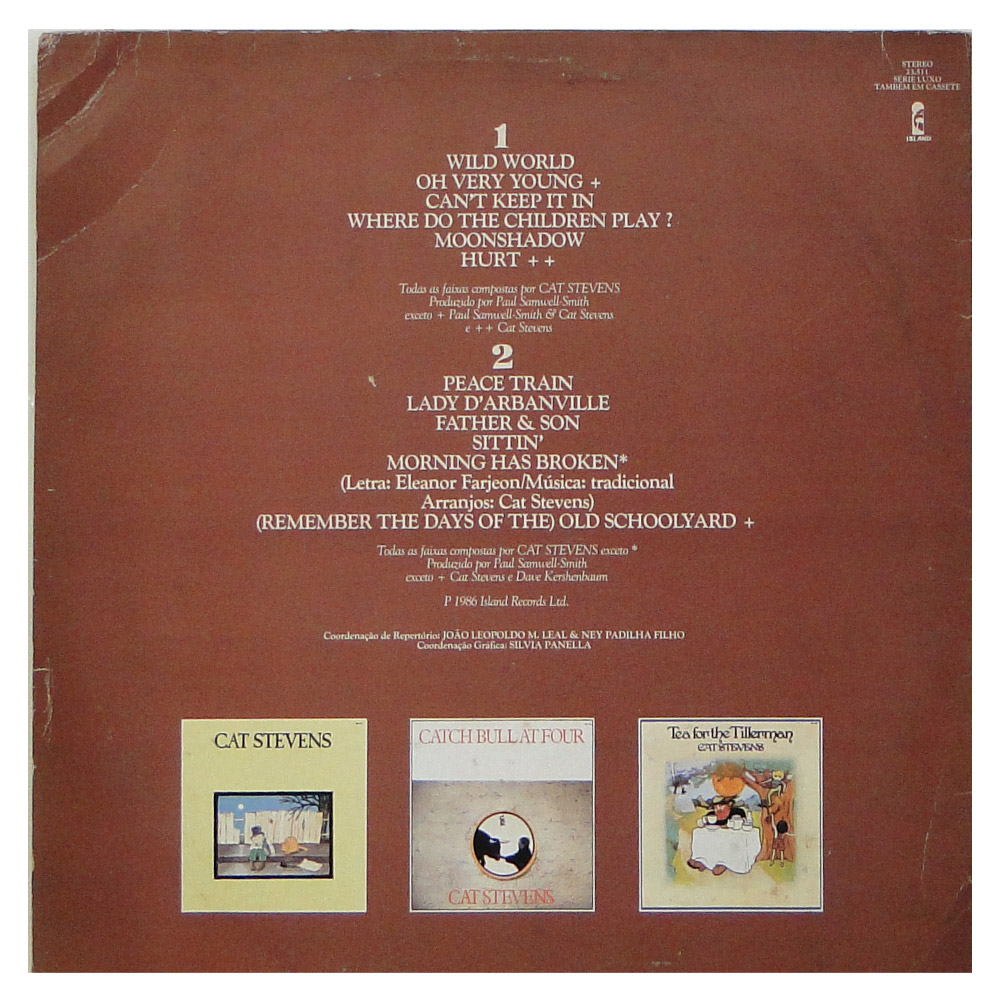 STEREO
23.511
SÉRIE LUXO
TAMBÉM EM CASSETE
ISLAND
1
WILD WORLD
OH VERY YOUNG +
CAN'T KEEP IT IN
WHERE DO THE CHILDREN PLAY ?
MOONSHADOW
HURT + +
Todas as faixas compostas por CAT STEVENS
Produzido por Paul Samwell-Smith
exceto + Paul Samwell-Smith & Cat Stevens
e + + Cat Stevens
2
PEACE TRAIN
LADY D'ARBANVILLE
FATHER & SON
SITTIN'
MORNING HAS BROKEN*
(Letra: Eleanor Farjeon/Música: tradicional
Arranjos: Cat Stevens)
(REMEMBER THE DAYS OF THE) OLD SCHOOLYARD +
Todas as faixas compostas por CAT STEVENS exceto *
Produzido por Paul Samwell-Smith
exceto + Cat Stevens e Dave Kershenbaum
P 1986 Island Records Ltd.
Coordenação de Repertório: JOÃO LEOPOLDO M. LEAL & NEY PADILHA FILHO
Coordenação Gráfica: SILVIA PANELLA
CAT STEVENS
CATCH BULL AT FOUR
CAT STEVENS
Tea for the Tillerman
CAT STEVENS